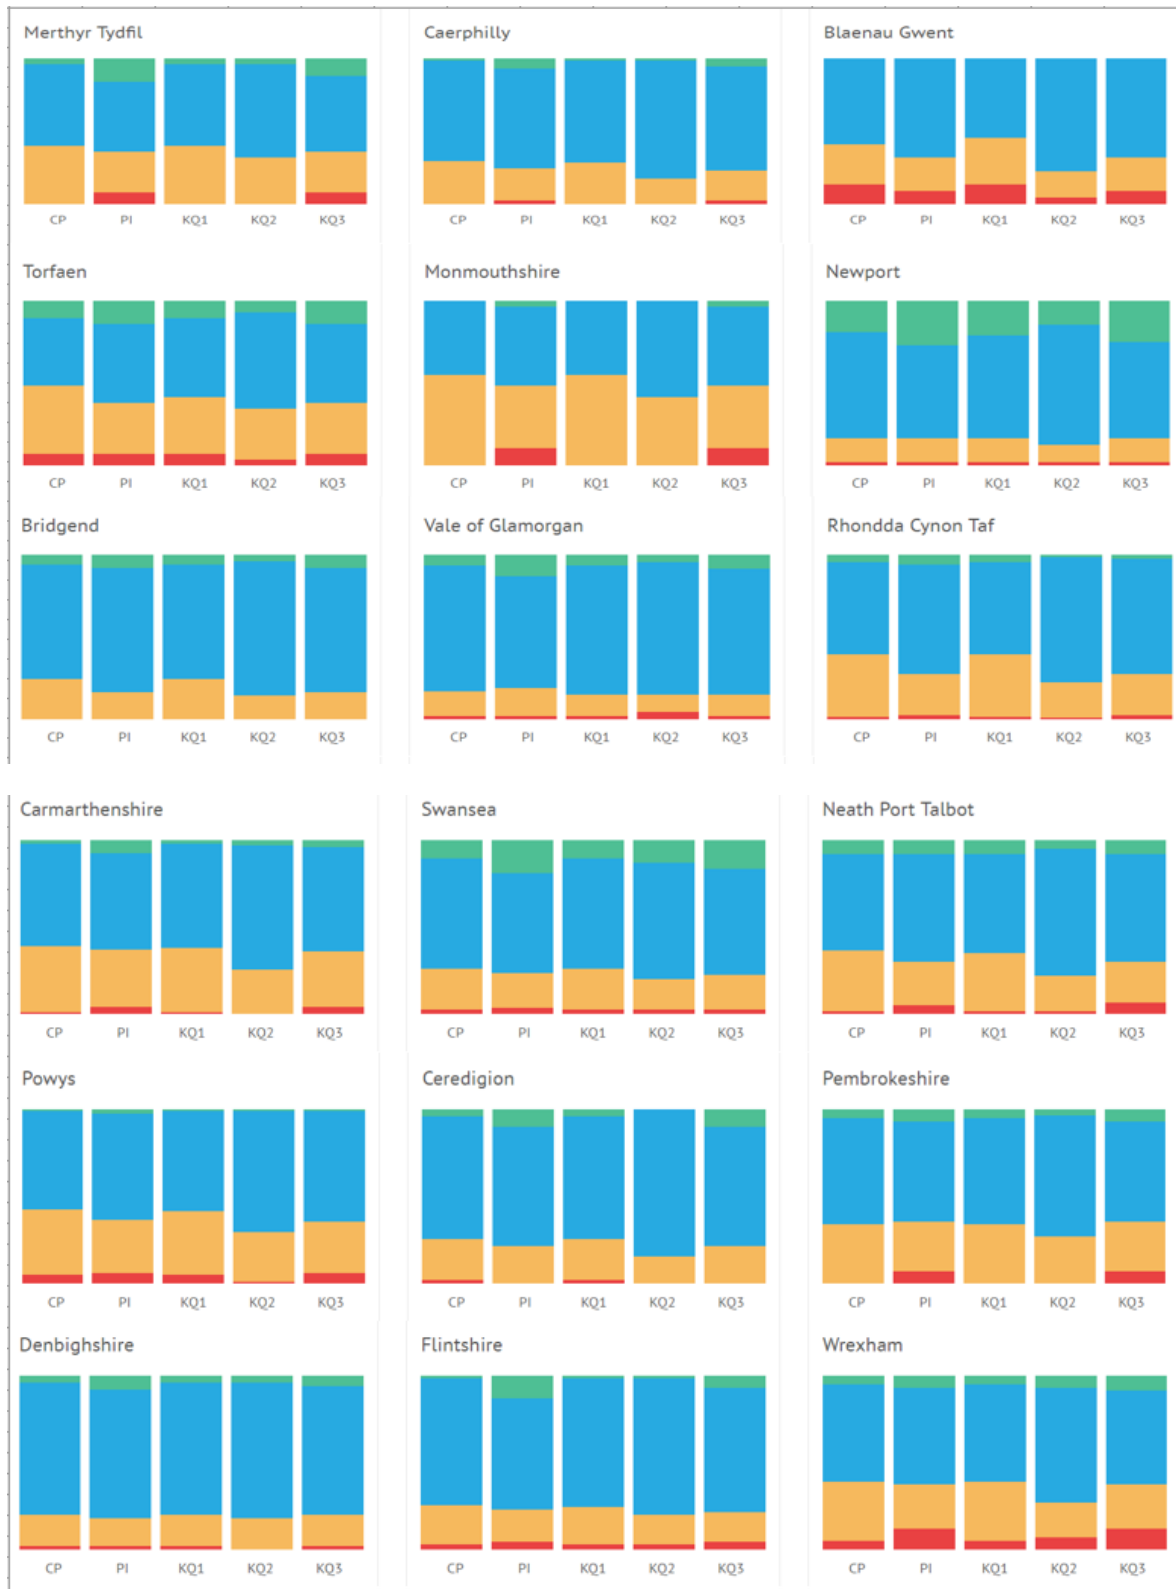 Merthyr Tydfil Caerphilly Blaenau Gwent
CP PI KQ1 KQ2 KQ3 CP PI KQ1 KQ2 KQ3 CP PI KQ1 KQ2 KQ3
Torfaen Monmouthshire Newport
CP PI KQ1 KQ2 KQ3 CP PI KQ1 KQ2 KQ3 CP PI KQ1 KQ2 KQ3
Bridgend Vale of Glamorgan Rhondda Cynon Taf
CP PI KQ1 KQ2 KQ3 CP PI KQ1 KQ2 KQ3 CP PI KQ1 KQ2 KQ3
Carmarthenshire Swansea Neath Port Talbot
CP PI KQ1 KQ2 KQ3 CP PI KQ1 KQ2 KQ3 CP PI KQ1 KQ2 KQ3
Powys Ceredigion Pembrokeshire
CP PI KQ1 KQ2 KQ3 CP PI KQ1 KQ2 KQ3 CP PI KQ1 KQ2 KQ3
Denbighshire Flintshire Wrexham
CP PI KQ1 KQ2 KQ3 CP PI KQ1 KQ2 KQ3 CP PI KQ1 KQ2 KQ3